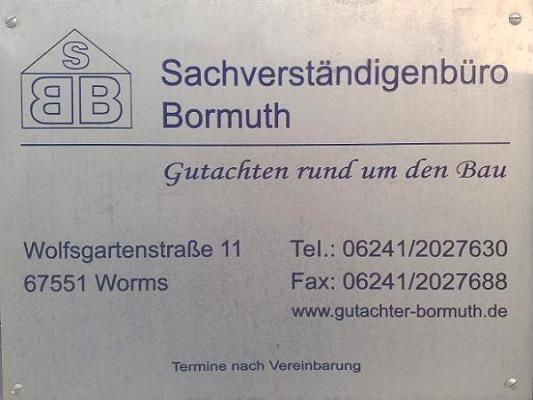 S
BB
Sachverständigenbüro
Bormuth
Gutachten rund um den Bau
Wolfsgartenstraße 11
67551 Worms
Tel.: 06241/2027630
Fax: 06241/2027688
www.gutachter-bormuth.de
Termine nach Vereinbarung